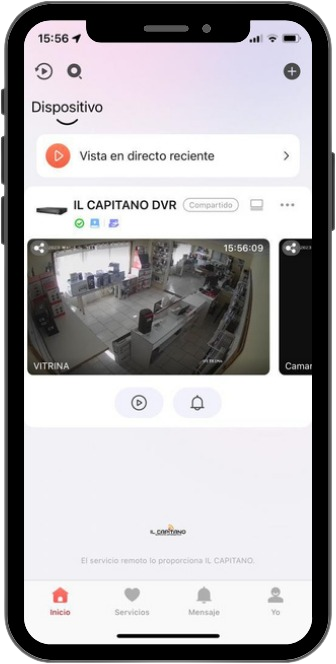 15:56
Dispositivo
Vista en directo reciente
IL CAPITANO DVR
Compartido
15:56:09
VITRINA
Camar
IL CAPITANO
El servicio remoto lo proporciona IL CAPITANO.
Inicio
Servicios
Mensaje
Yo